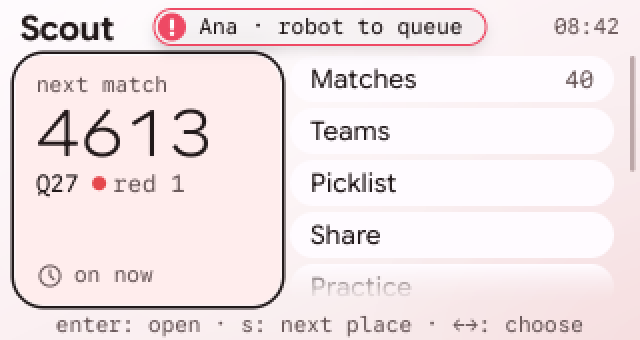 Scout
! Ana · robot to queue
08:42
next match
4613
Q27 red 1
on now
Matches 40
Teams
Picklist
Share
Practice
enter: open · s: next place · ↔: choose